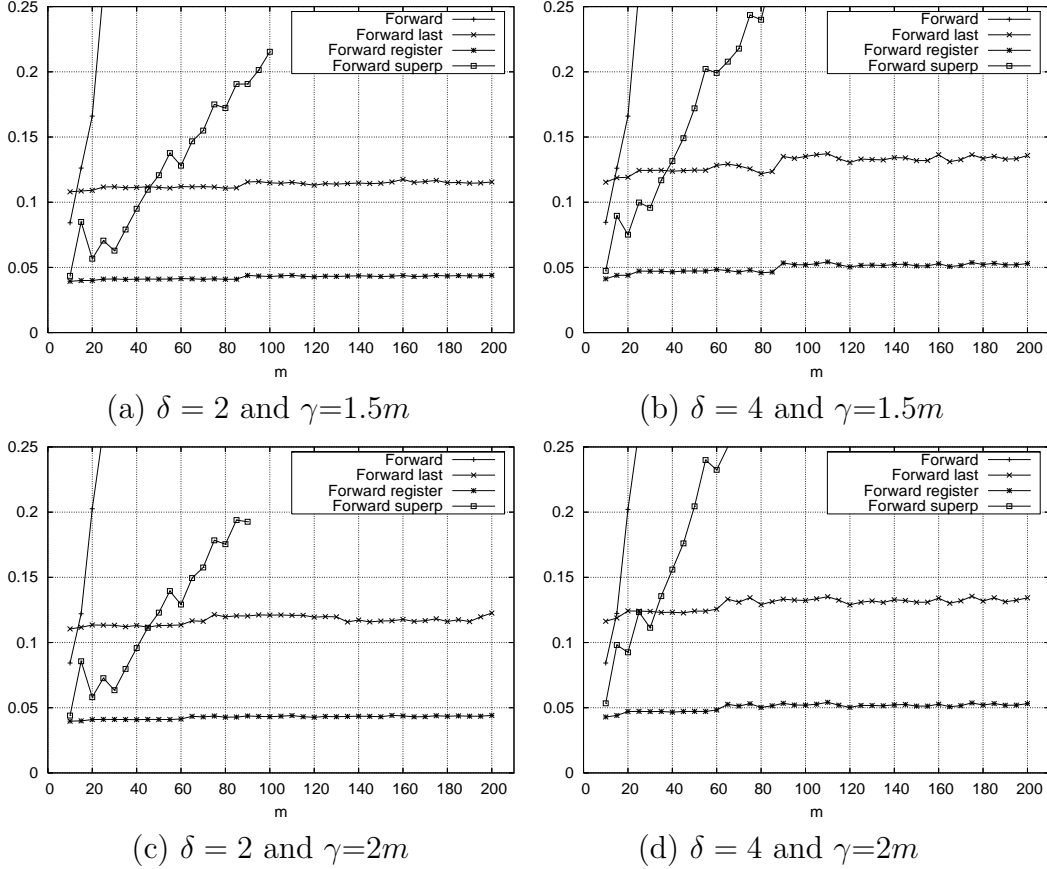 0.25
0.2
0.15
0.1
0.05
0
20 40 60 80 100 120 140 160 180 200
m
Forward
Forward last
Forward register
Forward superp
(a) δ = 2 and γ=1.5m
0.25
0.2
0.15
0.1
0.05
0
20 40 60 80 100 120 140 160 180 200
m
Forward
Forward last
Forward register
Forward superp
(b) δ = 4 and γ=1.5m
0.25
0.2
0.15
0.1
0.05
0
20 40 60 80 100 120 140 160 180 200
m
Forward
Forward last
Forward register
Forward superp
(c) δ = 2 and γ=2m
0.25
0.2
0.15
0.1
0.05
0
20 40 60 80 100 120 140 160 180 200
m
Forward
Forward last
Forward register
Forward superp
(d) δ = 4 and γ=2m